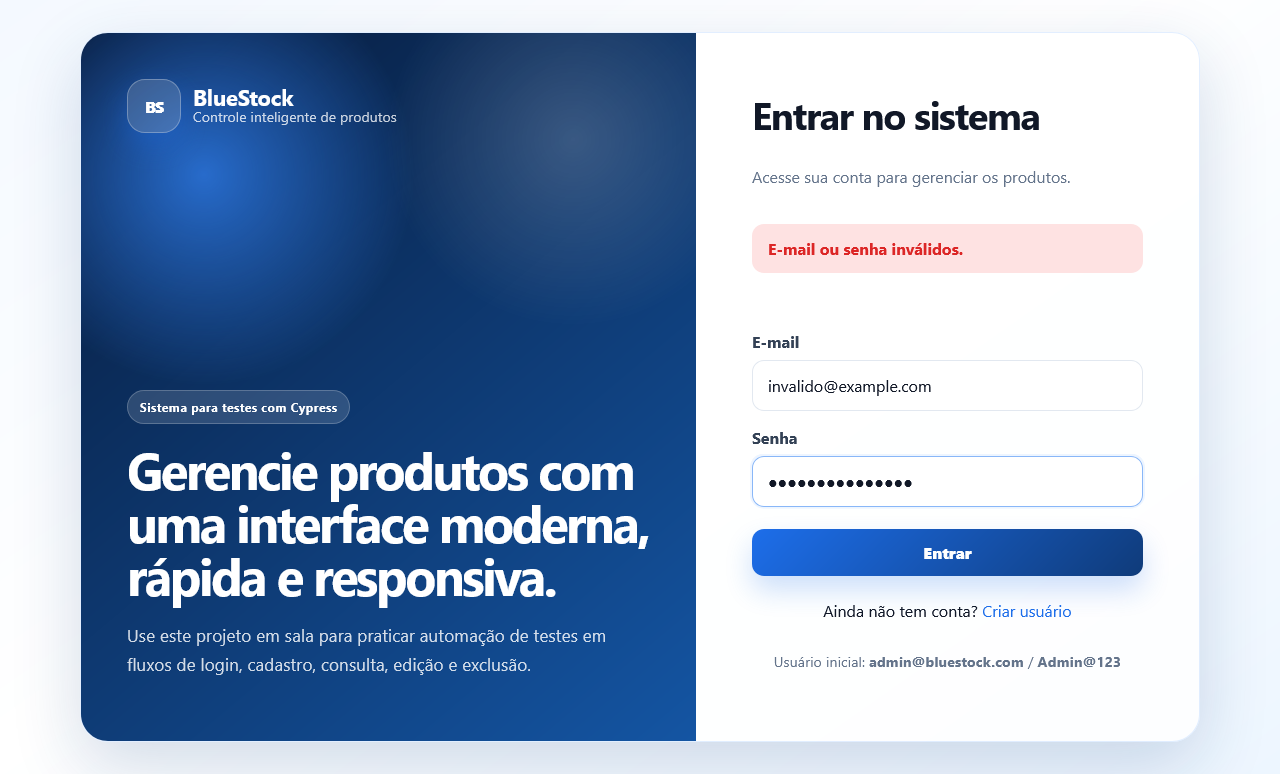 BS
BlueStock
Controle inteligente de produtos
Sistema para testes com Cypress
Gerencie produtos com
uma interface moderna,
rápida e responsiva.
Use este projeto em sala para praticar automação de testes em
fluxos de login, cadastro, consulta, edição e exclusão.
Entrar no sistema
Acesse sua conta para gerenciar os produtos.
E-mail ou senha inválidos.
E-mail
invalido@example.com
Senha
•••••••••••••••
Entrar
Ainda não tem conta? Criar usuário
Usuário inicial: admin@bluestock.com / Admin@123